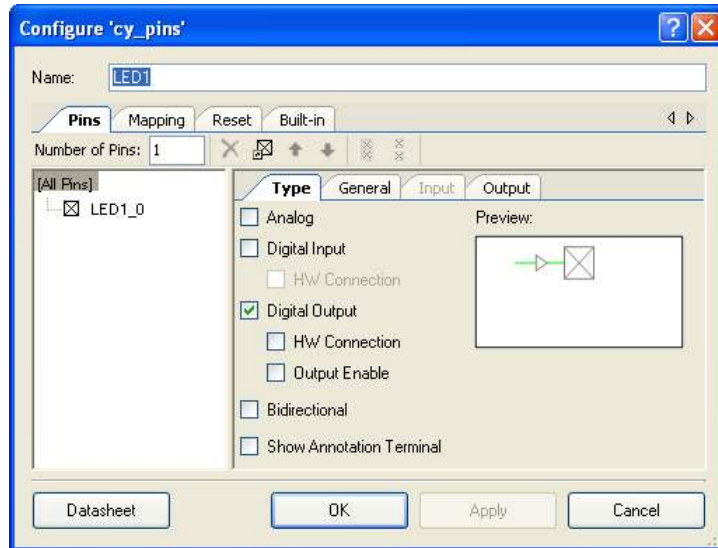 Configure 'cy_pins'
Name: LED1
Pins Mapping Reset Built-in
Number of Pins: 1
[All Pins]
LED1_0
Type General Input Output
Analog
Preview:
Digital Input
HW Connection
Digital Output
HW Connection
Output Enable
Bidirectional
Show Annotation Terminal
Datasheet OK Apply Cancel